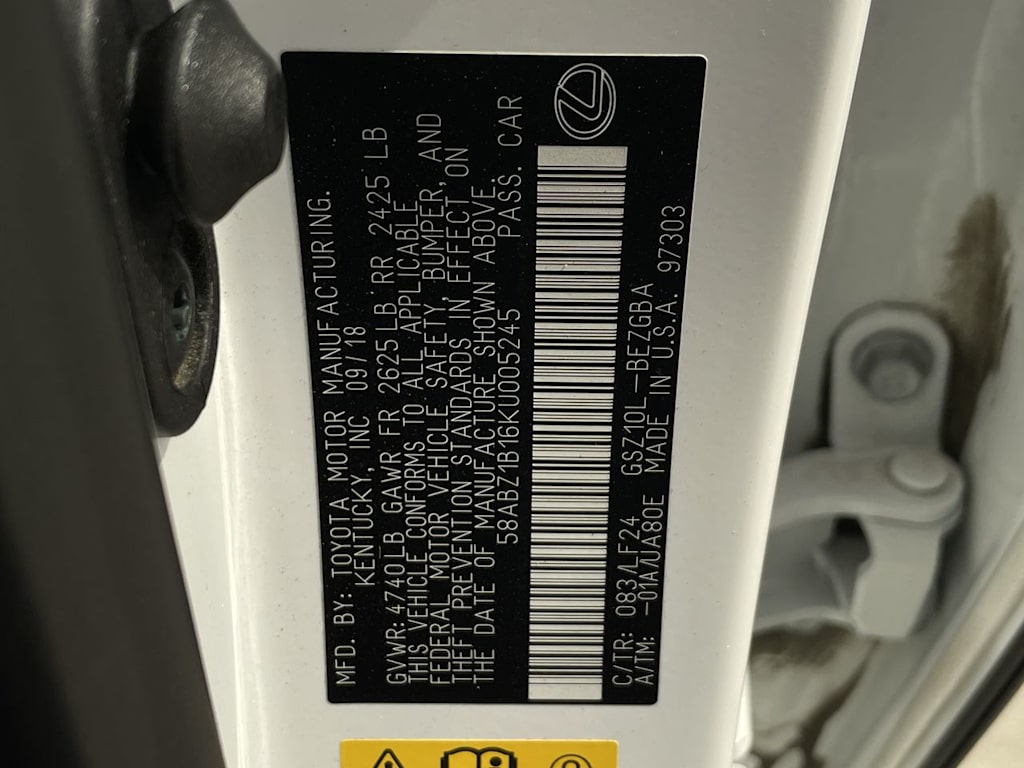 MFD. BY: TOYOTA MOTOR MANUFACTURING.
KENTUCKY, INC 09/18
GVWR: 4740LB GAWR FR 2625LB RR 2425 LB
THIS VEHICLE CONFORMS TO ALL APPLICABLE
FEDERAL MOTOR VEHICLE SAFETY, BUMPER, AND
THEFT PREVENTION STANDARDS IN EFFECT ON
THE DATE OF MANUFACTURE SHOWN ABOVE.
58ABZ1B16KU005245 PASS. CAR
C/TR: 083/LF24 GSZ10L-BEZGBA
A/TM: -01A/UA80E MADE IN U.S.A. 97303